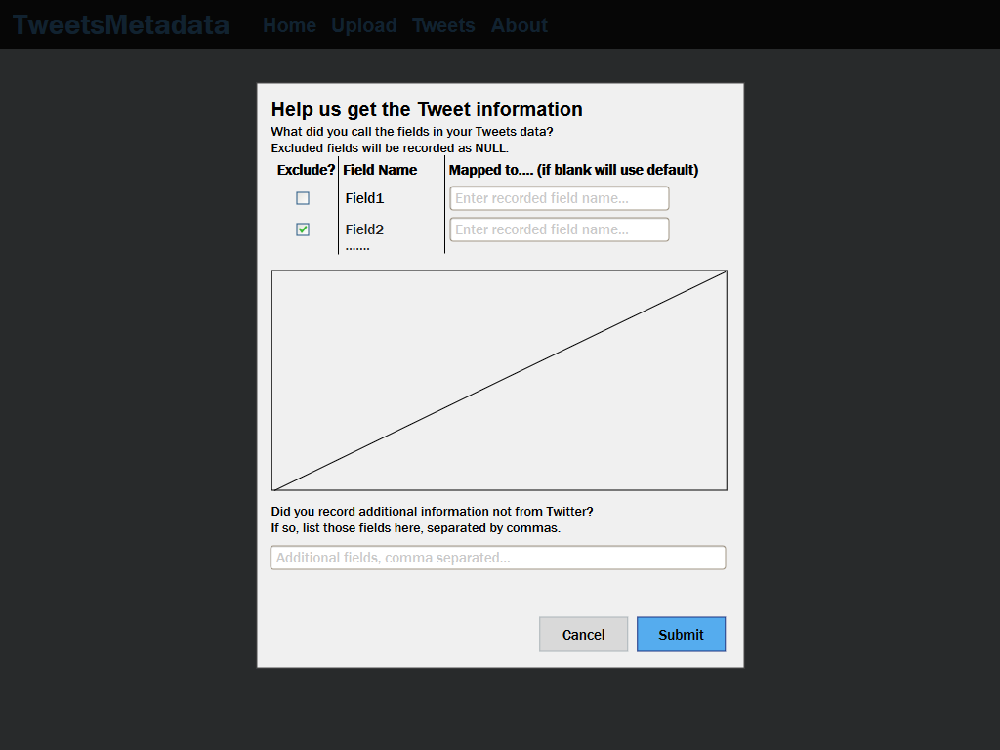 TweetsMetadata Home Upload Tweets About
Help us get the Tweet information
What did you call the fields in your Tweets data?
Excluded fields will be recorded as NULL.
Exclude? Field Name Mapped to.... (if blank will use default)
Field1 Enter recorded field name...
Field2 Enter recorded field name...
.......
Did you record additional information not from Twitter?
If so, list those fields here, separated by commas.
Additional fields, comma separated...
Cancel Submit